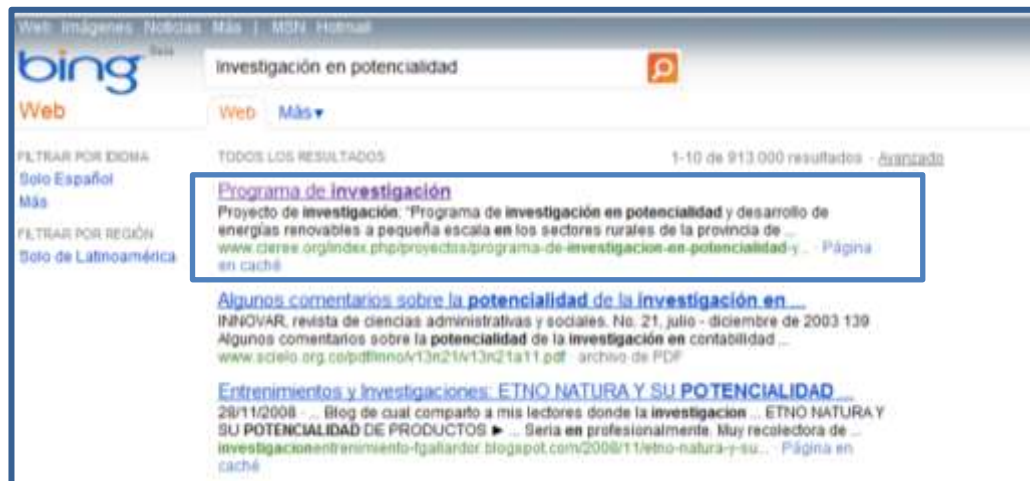 Web Imágenes Noticias Más | MSN Hotmail
bing Beta
Investigación en potencialidad
Web
Web Más▾
FILTRAR POR IDIOMA
Solo Español
Más
FILTRAR POR REGIÓN
Solo de Latinoamérica
TODOS LOS RESULTADOS 1-10 de 913.000 resultados · Avanzado
Programa de investigación
Proyecto de investigación: "Programa de investigación en potencialidad y desarrollo de
energías renovables a pequeña escala en los sectores rurales de la provincia de ...
www.cieree.org/index.php/proyectos/programa-de-investigacion-en-potencialidad-y... · Página
en caché
Algunos comentarios sobre la potencialidad de la investigación en ...
INNOVAR, revista de ciencias administrativas y sociales. No. 21, julio - diciembre de 2003 139
Algunos comentarios sobre la potencialidad de la investigación en contabilidad ...
www.scielo.org.co/pdf/inno/v13n21/v13n21a11.pdf · archivo de PDF
Entrenimientos y Investigaciones: ETNO NATURA Y SU POTENCIALIDAD ...
28/11/2008 · ... Blog de cual comparto a mis lectores donde la investigacion ... ETNO NATURA Y
SU POTENCIALIDAD DE PRODUCTOS ► ... Seria en profesionalmente. Muy recolectora de ...
investigacionentrenimiento-fgallardor.blogspot.com/2008/11/etno-natura-y-su... · Página en
caché